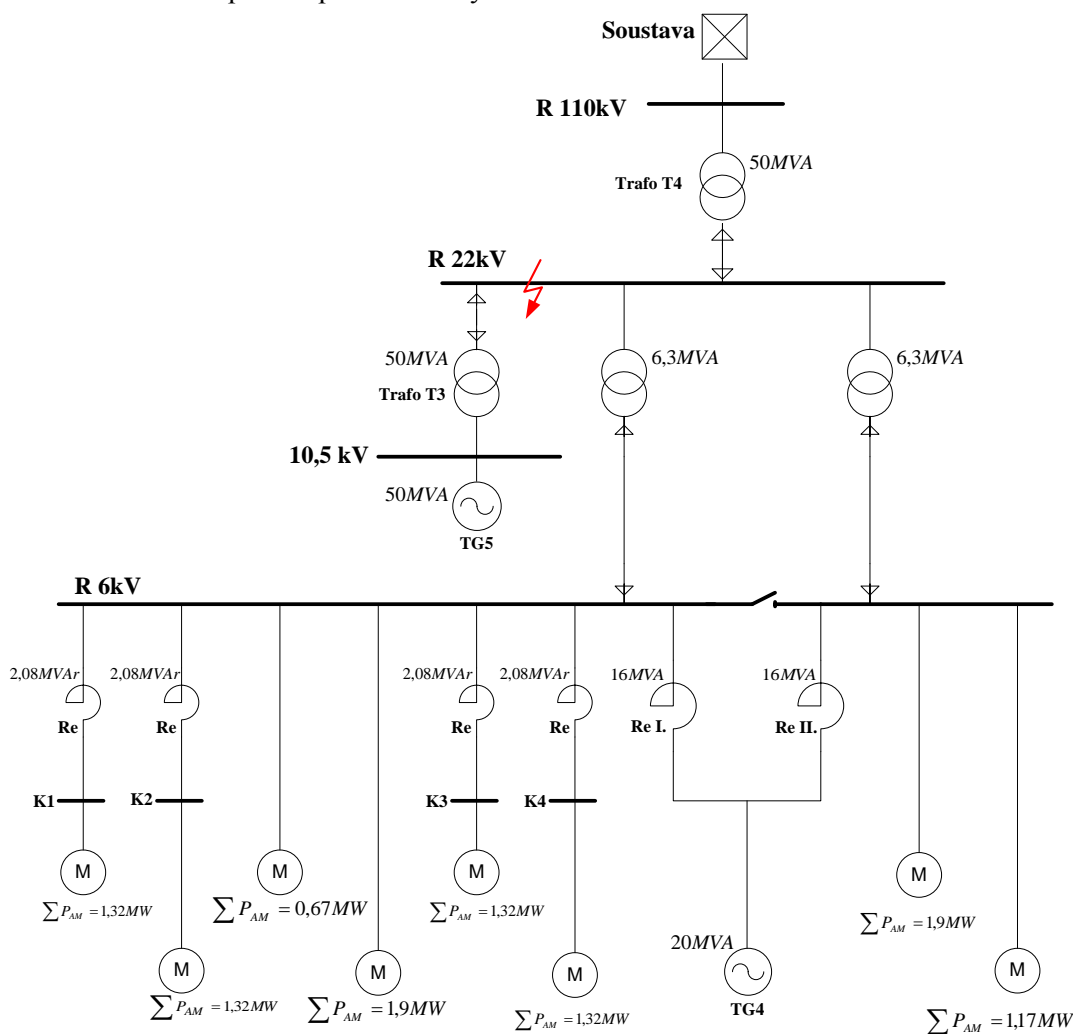 Soustava
R 110kV
50MVA
Trafo T4
R 22kV
50MVA
Trafo T3
6,3MVA
6,3MVA
10,5 kV
50MVA
TG5
R 6kV
2,08MVAr
2,08MVAr
2,08MVAr
2,08MVAr
16MVA
16MVA
Re
Re
Re
Re
Re I.
Re II.
K1
K2
K3
K4
M
M
M
∑ P_AM = 1,32MW
∑ P_AM = 0,67MW
∑ P_AM = 1,32MW
M
∑ P_AM = 1,9MW
20MVA
M
M
M
TG4
M
∑ P_AM = 1,32MW
∑ P_AM = 1,9MW
∑ P_AM = 1,32MW
∑ P_AM = 1,17MW